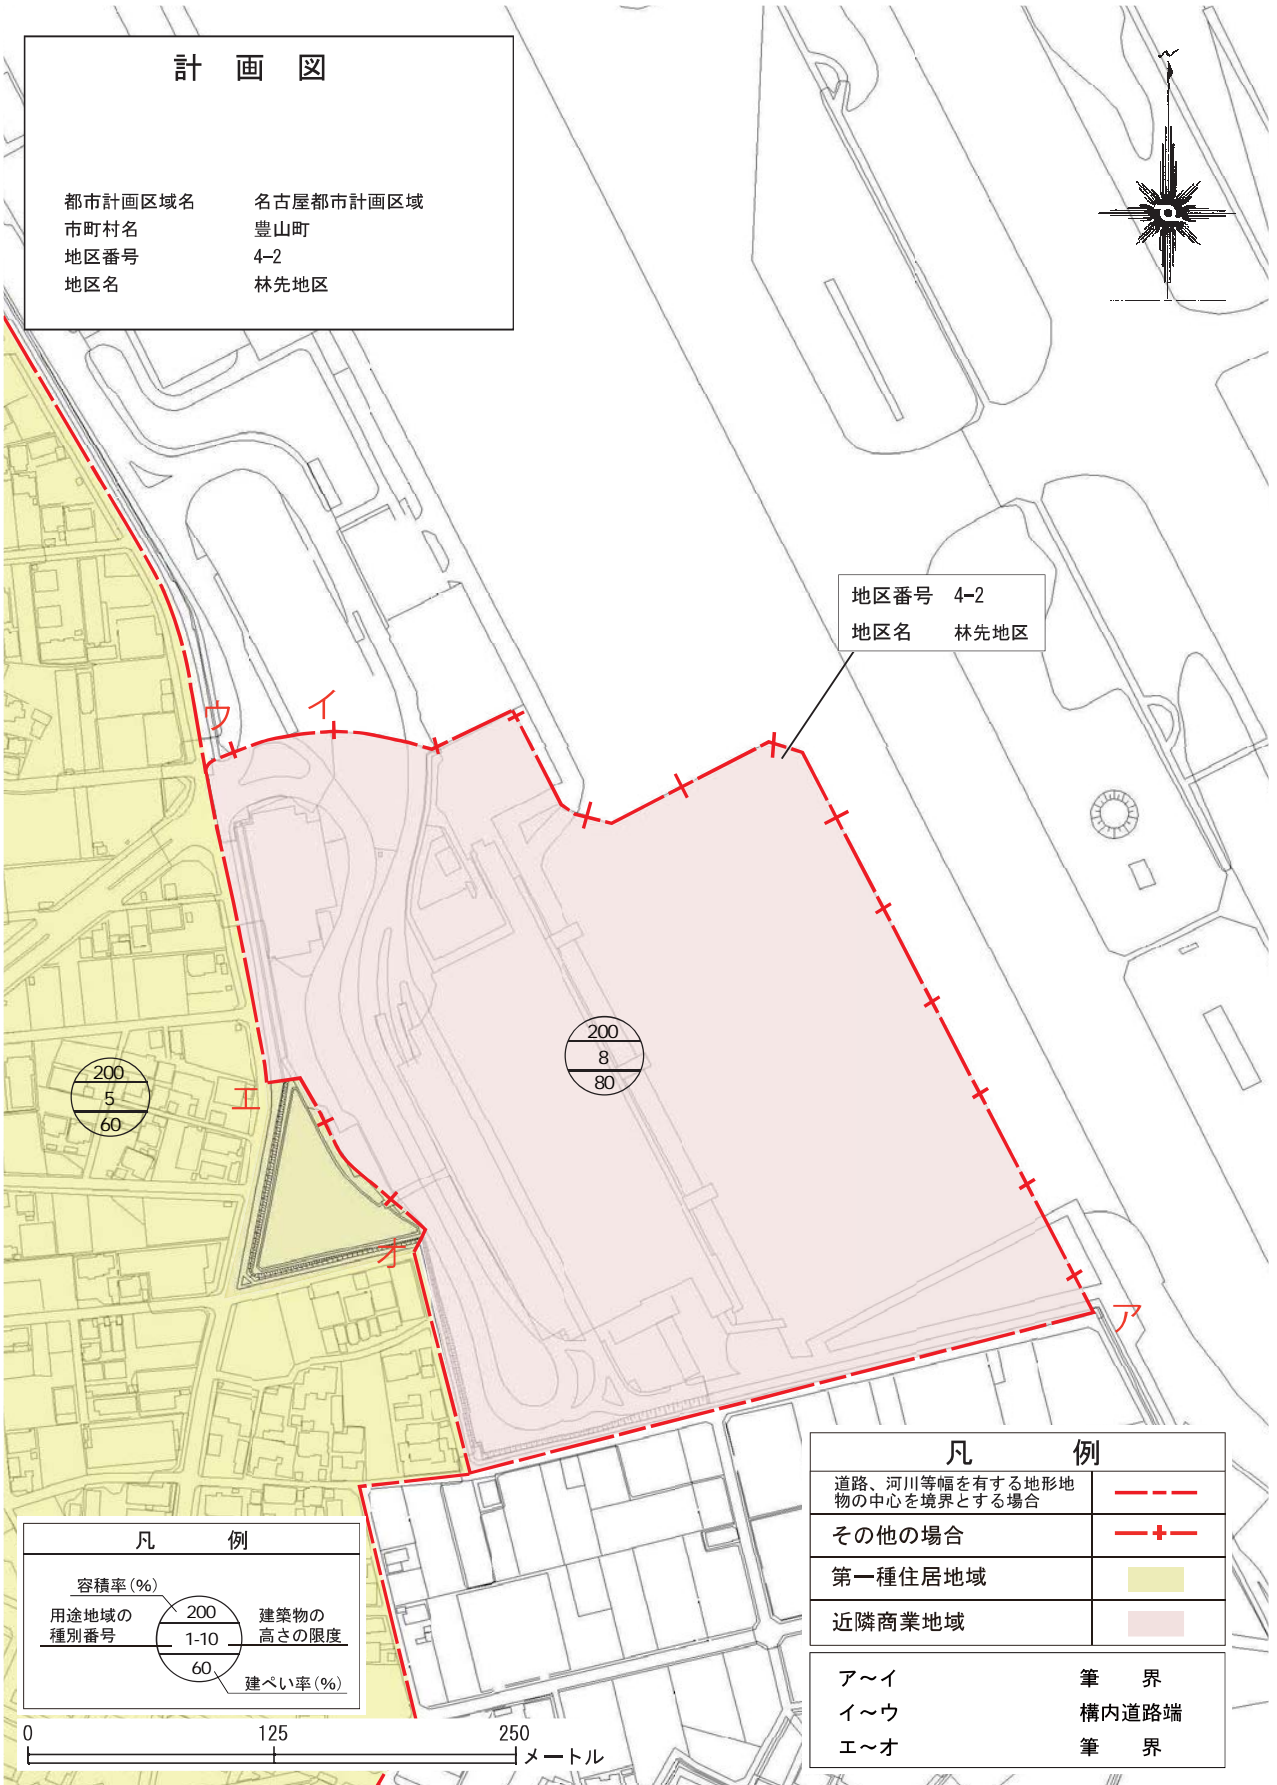 計　画　図
都市計画区域名　名古屋都市計画区域
市町村名　豊山町
地区番号　4-2
地区名　林先地区
地区番号　4-2
地区名　林先地区
ウ
イ
200
8
80
200
5
60
エ
オ
ア
凡　例
道路、河川等幅を有する地形地
物の中心を境界とする場合
その他の場合
第一種住居地域
近隣商業地域
ア～イ　筆　界
イ～ウ　構内道路端
エ～オ　筆　界
凡　例
容積率(%)
用途地域の
種別番号
200
1-10
60
建築物の
高さの限度
建ぺい率(%)
0　125　250
メートル